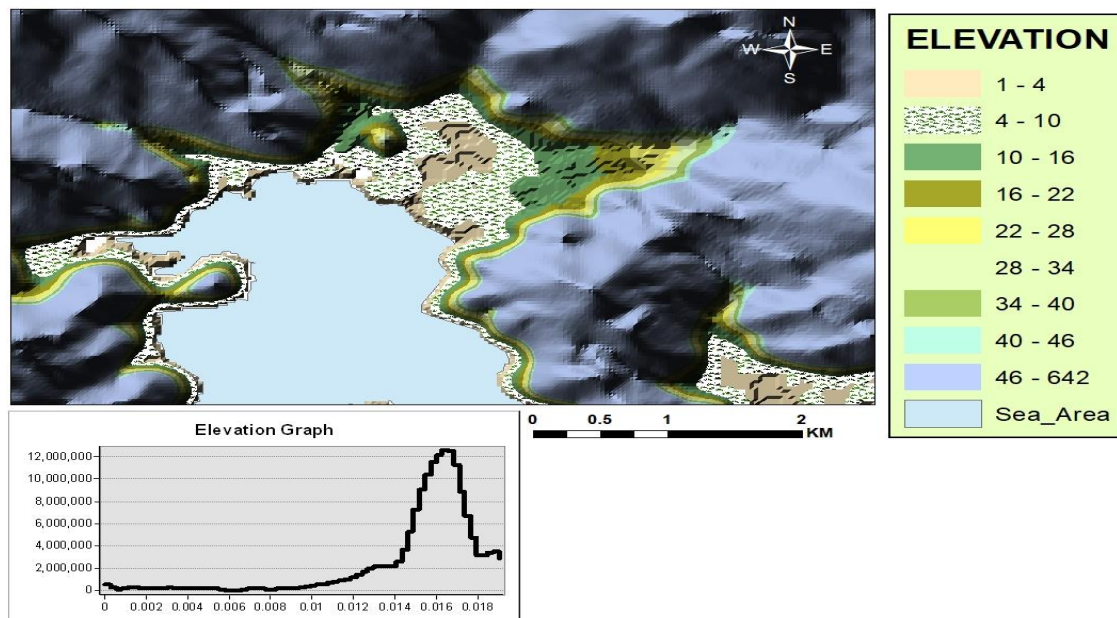 N
W E
S
ELEVATION
1 - 4
4 - 10
10 - 16
16 - 22
22 - 28
28 - 34
34 - 40
40 - 46
46 - 642
Sea_Area
0 0.5 1 2
KM
Elevation Graph
12,000,000
10,000,000
8,000,000
6,000,000
4,000,000
2,000,000
0
0 0.002 0.004 0.006 0.008 0.01 0.012 0.014 0.016 0.018